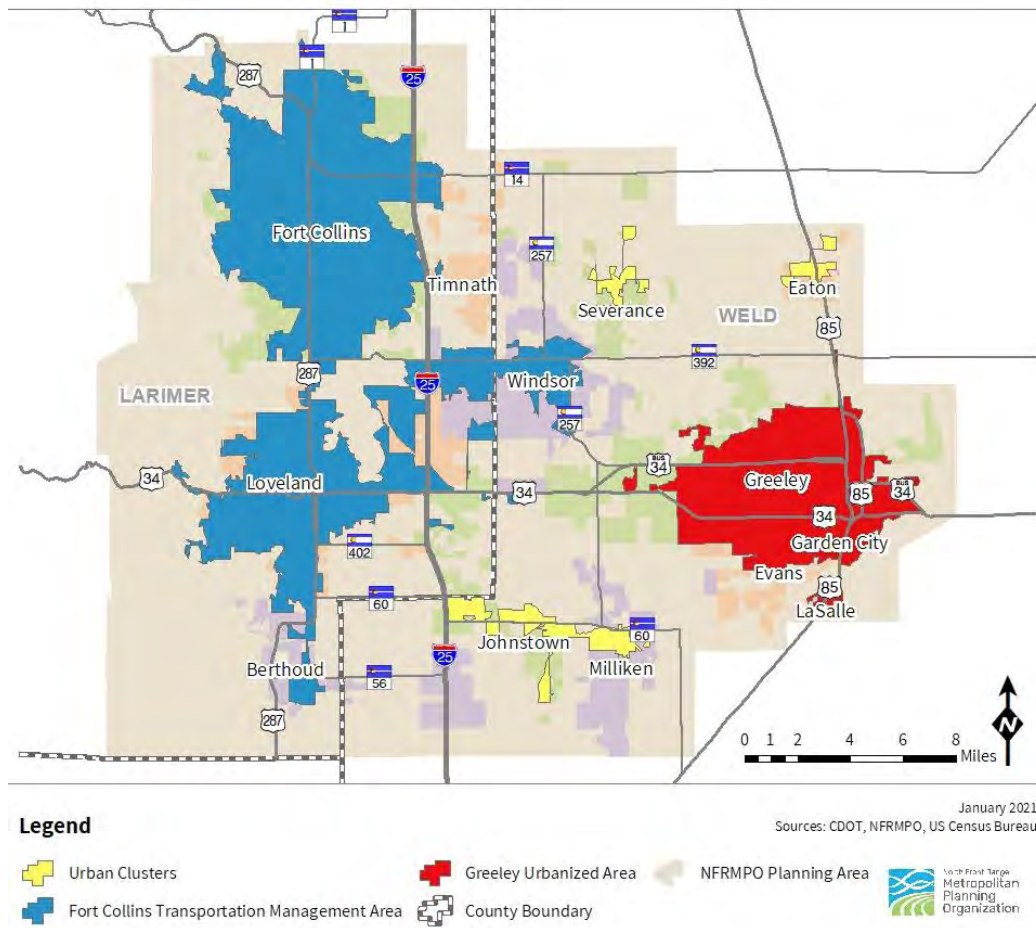 1
1
287
25
14
Fort Collins
257
Timnath
Severance
Eaton
WELD
85
392
287
25
Windsor
LARIMER
257
34
BUS
34
Loveland
34
Greeley
85
BUS
34
34
402
Garden City
Evans
60
85
LaSalle
Johnstown
60
25
Milliken
Berthoud
56
287
N
0 1 2 4 6 8
Miles
January 2021
Legend
Sources: CDOT, NFRMPO, US Census Bureau
Urban Clusters
Greeley Urbanized Area
NFRMPO Planning Area
Fort Collins Transportation Management Area
County Boundary
North Front Range
Metropolitan
Planning
Organization